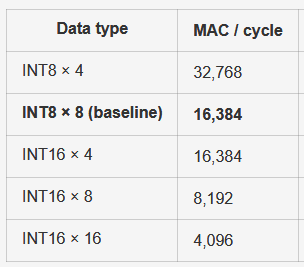 Data type MAC / cycle
INT8 × 4 32,768
INT8 × 8 (baseline) 16,384
INT16 × 4 16,384
INT16 × 8 8,192
INT16 × 16 4,096